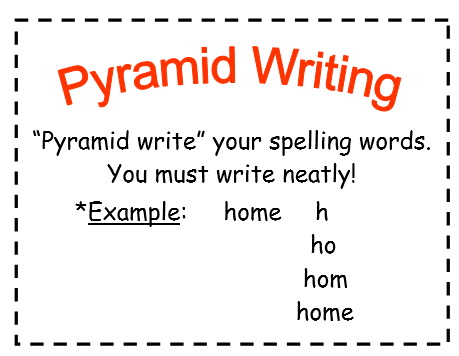 Pyramid Writing
“Pyramid write” your spelling words.
You must write neatly!
*Example: home h
ho
hom
home